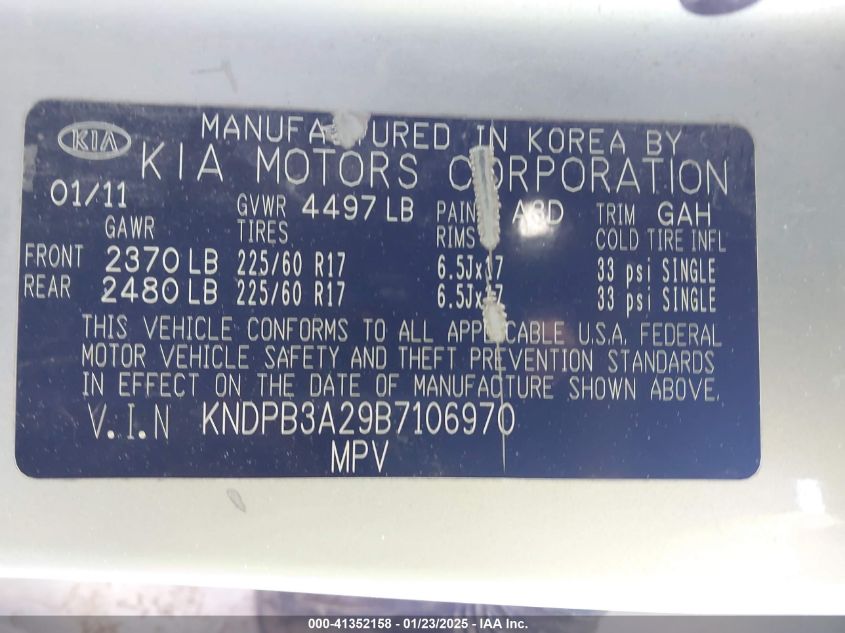 KIA
MANUFACTURED IN KOREA BY
KIA MOTORS CORPORATION
01/11 GVWR 4497 LB PAINT A3D TRIM GAH
GAWR TIRES RIMS COLD TIRE INFL
FRONT 2370 LB 225/60 R17 6.5Jx17 33 psi SINGLE
REAR 2480 LB 225/60 R17 6.5Jx17 33 psi SINGLE
THIS VEHICLE CONFORMS TO ALL APPLICABLE U.S.A. FEDERAL
MOTOR VEHICLE SAFETY AND THEFT PREVENTION STANDARDS
IN EFFECT ON THE DATE OF MANUFACTURE SHOWN ABOVE.
V.I.N KNDPB3A29B7106970
MPV
000-41352158 - 01/23/2025 - IAA Inc.